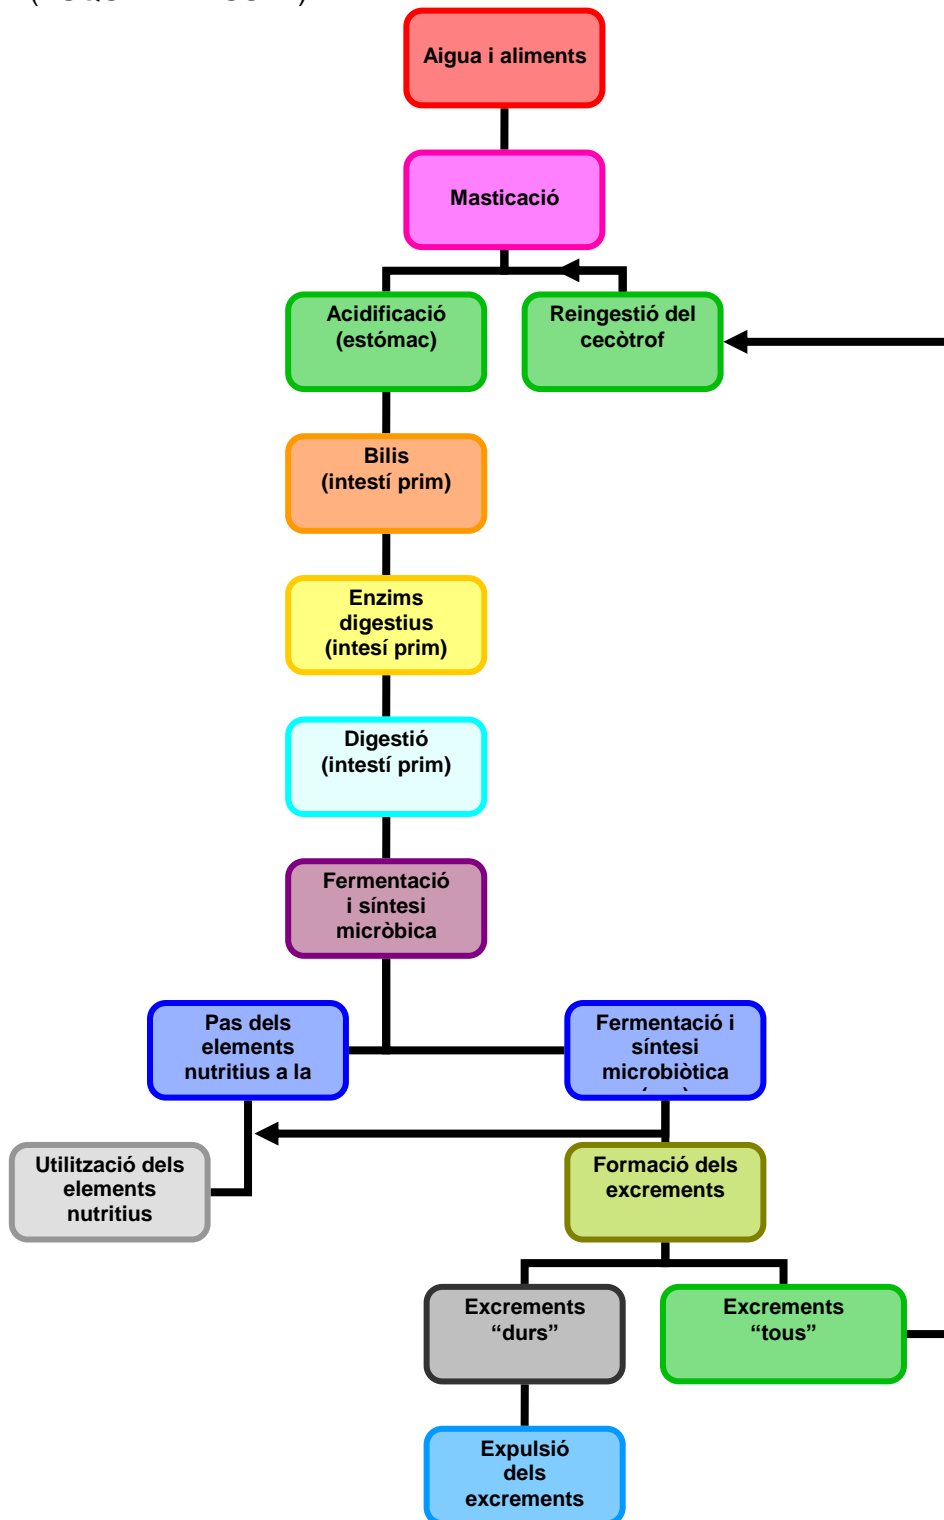 Aigua i aliments
Masticació
Acidificació
(estómac)
Reingestió del
cecòtrof
Bilis
(intestí prim)
Enzims
digestius
(intesí prim)
Digestió
(intestí prim)
Fermentació
i síntesi
micròbica
Pas dels
elements
nutritius a la
Fermentació i
síntesi
microbiòtica
Utilització dels
elements
nutritius
Formació dels
excrements
Excrements
“durs”
Excrements
“tous”
Expulsió
dels
excrements